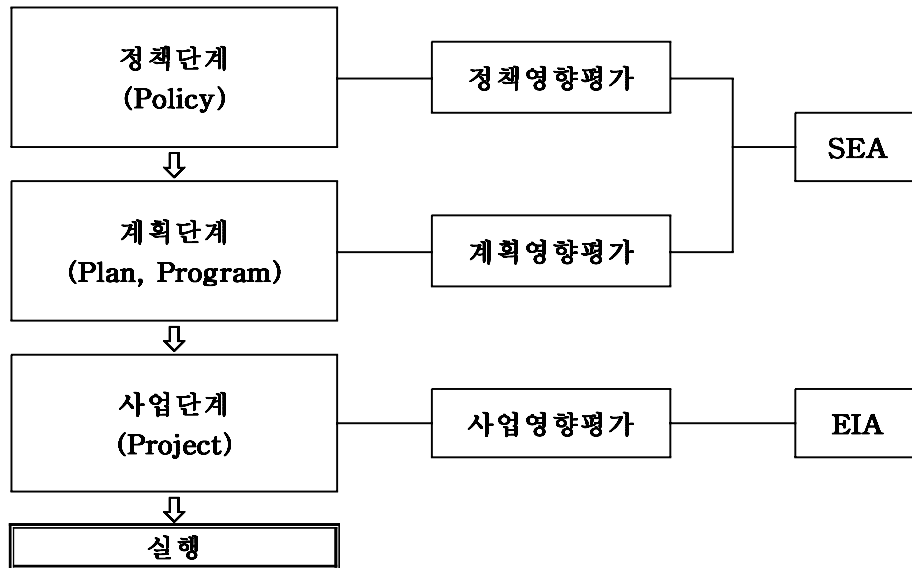 정책단계
(Policy)
정책영향평가
SEA
계획단계
(Plan, Program)
계획영향평가
사업단계
(Project)
사업영향평가
EIA
실행